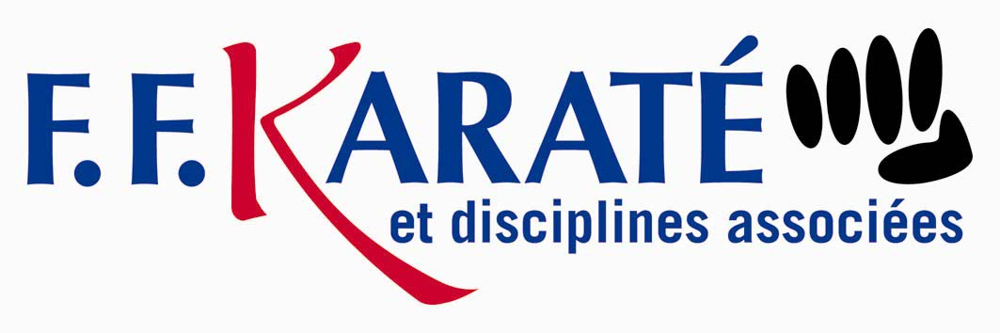 F.F.KARATÉ
et disciplines associées